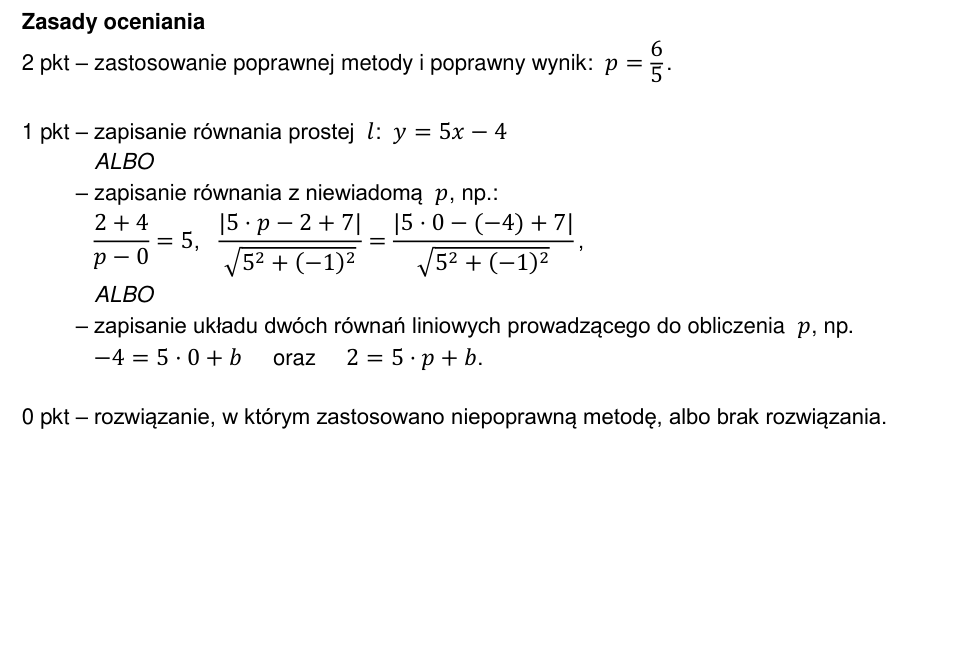 Zasady oceniania
2 pkt – zastosowanie poprawnej metody i poprawny wynik: p = 6/5.
1 pkt – zapisanie równania prostej l: y = 5x − 4
ALBO
– zapisanie równania z niewiadomą p, np.:
(2 + 4)/(p − 0) = 5, |5 · p − 2 + 7|/√(5² + (−1)²) = |5 · 0 − (−4) + 7|/√(5² + (−1)²),
ALBO
– zapisanie układu dwóch równań liniowych prowadzącego do obliczenia p, np.
−4 = 5 · 0 + b oraz 2 = 5 · p + b.
0 pkt – rozwiązanie, w którym zastosowano niepoprawną metodę, albo brak rozwiązania.